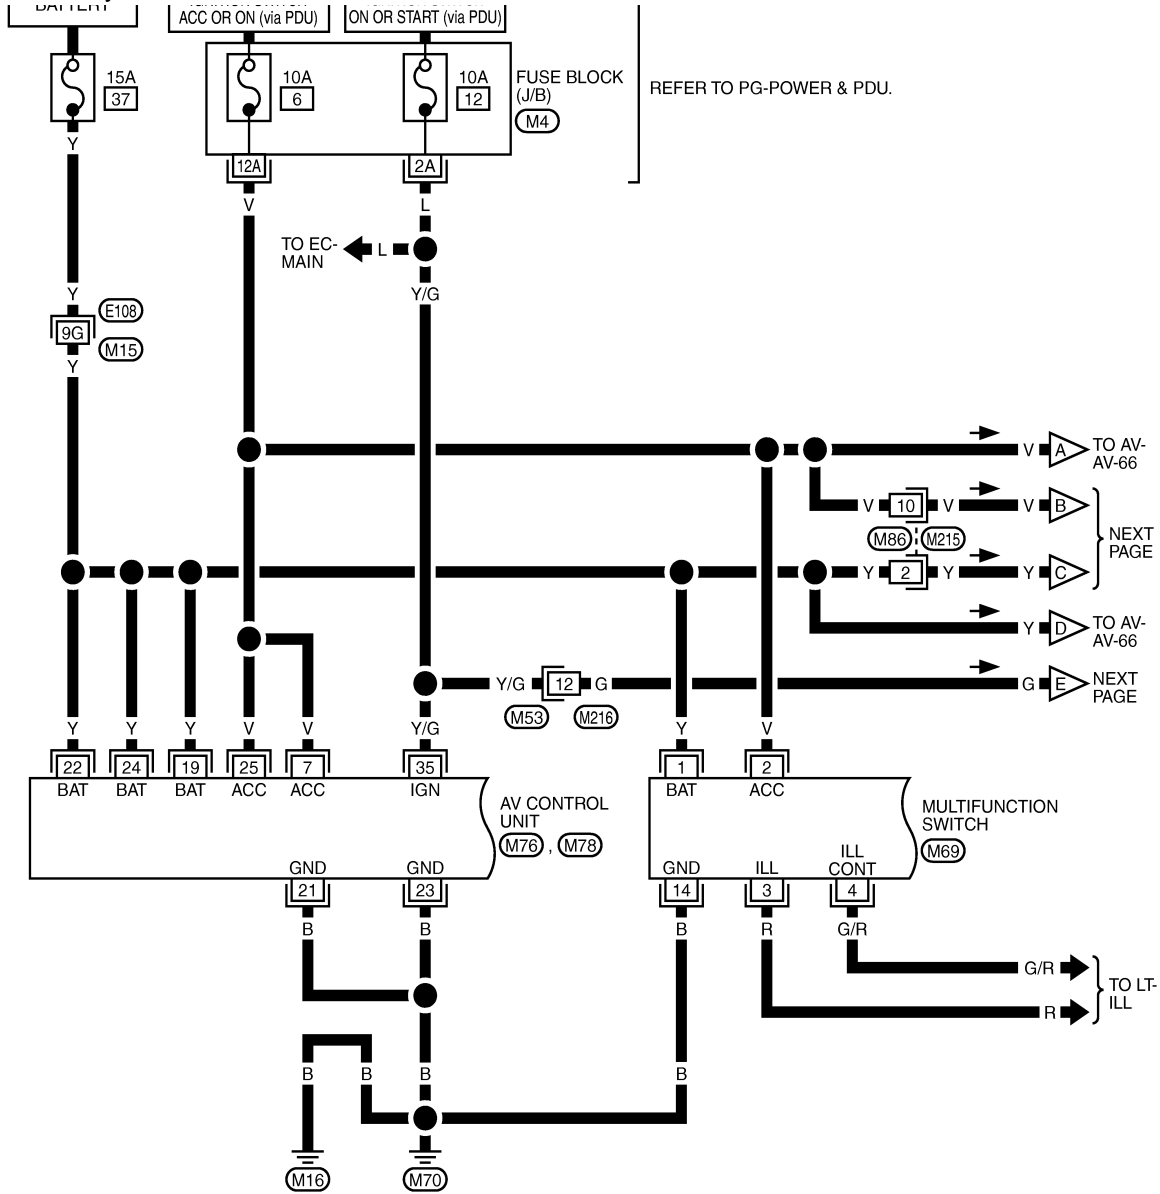 BATTERY
ACC OR ON (via PDU)
ON OR START (via PDU)
15A
37
10A
6
10A
12
FUSE BLOCK
(J/B)
M4
REFER TO PG-POWER & PDU.
Y
12A
2A
V
L
TO EC-
MAIN
L
Y
Y/G
E108
9G
M15
Y
V
A
TO AV-
AV-66
V
10
V
V
B
M86
M215
NEXT
PAGE
Y
2
Y
Y
C
Y
D
TO AV-
AV-66
Y/G
12
G
G
E
NEXT
PAGE
M53
M216
Y
Y
Y
V
V
Y/G
Y
V
22
24
19
25
7
35
1
2
BAT
BAT
BAT
ACC
ACC
IGN
BAT
ACC
AV CONTROL
UNIT
M76 , M78
MULTIFUNCTION
SWITCH
M69
GND
GND
GND
ILL
ILL
CONT
21
23
14
3
4
B
B
B
R
G/R
G/R
TO LT-
ILL
R
B
B
B
B
M16
M70